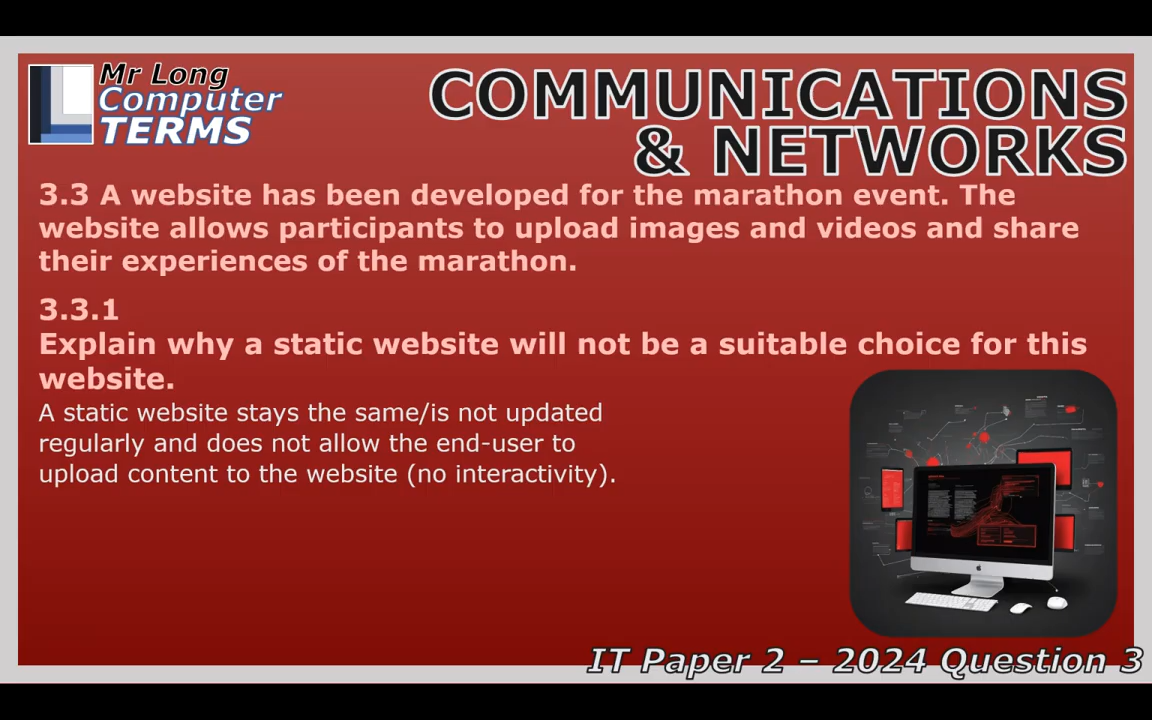 Mr Long
Computer
TERMS
COMMUNICATIONS
& NETWORKS
3.3 A website has been developed for the marathon event. The
website allows participants to upload images and videos and share
their experiences of the marathon.
3.3.1
Explain why a static website will not be a suitable choice for this
website.
A static website stays the same/is not updated
regularly and does not allow the end-user to
upload content to the website (no interactivity).
IT Paper 2 – 2024 Question 3